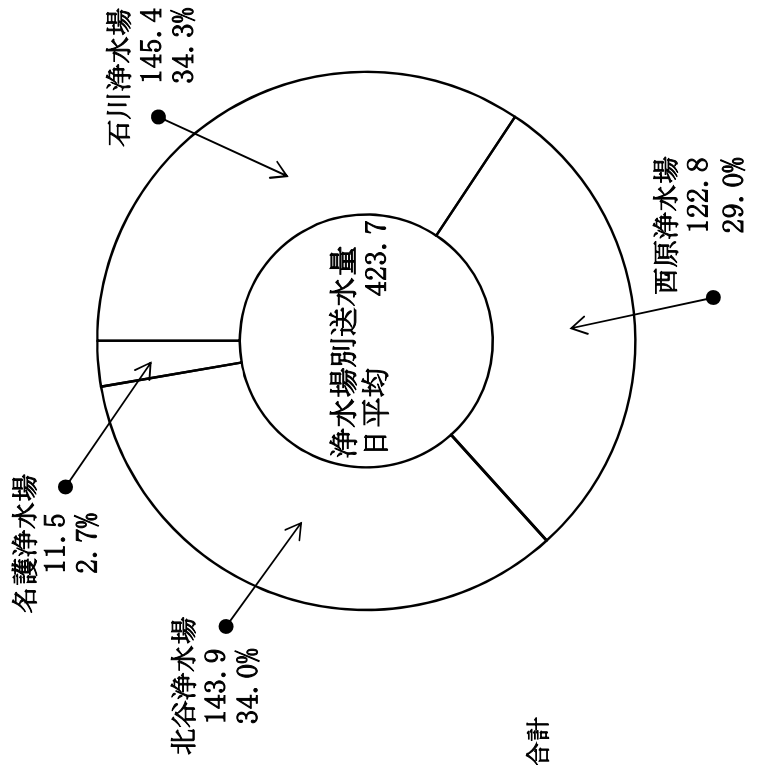 名護浄水場
11.5
2.7%
石川浄水場
145.4
34.3%
北谷浄水場
143.9
34.0%
浄水場別送水量
日平均 423.7
西原浄水場
122.8
29.0%
合計